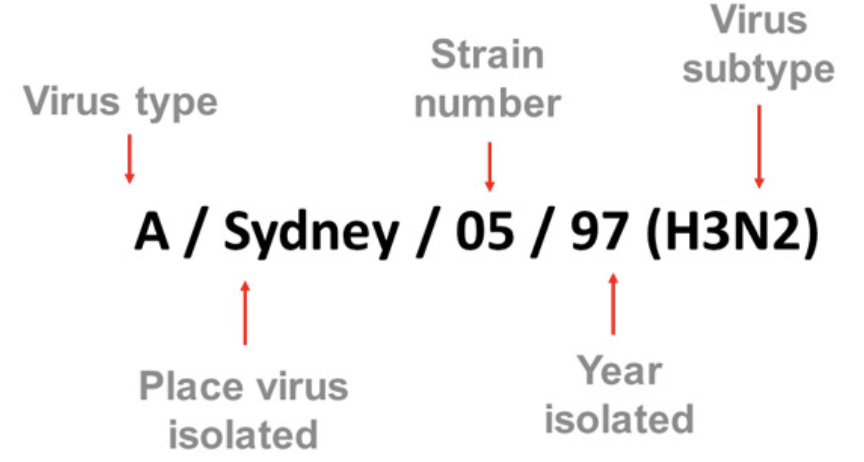 Virus
subtype
Strain
number
Virus type
A / Sydney / 05 / 97 (H3N2)
Place virus
isolated
Year
isolated